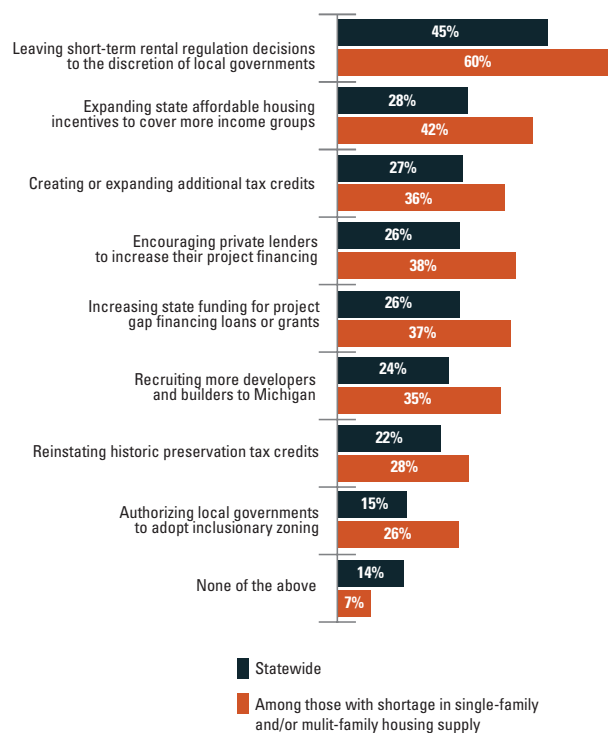 45%
Leaving short-term rental regulation decisions
to the discretion of local governments
60%
28%
Expanding state affordable housing
incentives to cover more income groups
42%
27%
Creating or expanding additional tax credits
36%
26%
Encouraging private lenders
to increase their project financing
38%
26%
Increasing state funding for project
gap financing loans or grants
37%
24%
Recruiting more developers
and builders to Michigan
35%
22%
Reinstating historic preservation tax credits
28%
15%
Authorizing local governments
to adopt inclusionary zoning
26%
14%
None of the above
7%
Statewide
Among those with shortage in single-family
and/or mulit-family housing supply